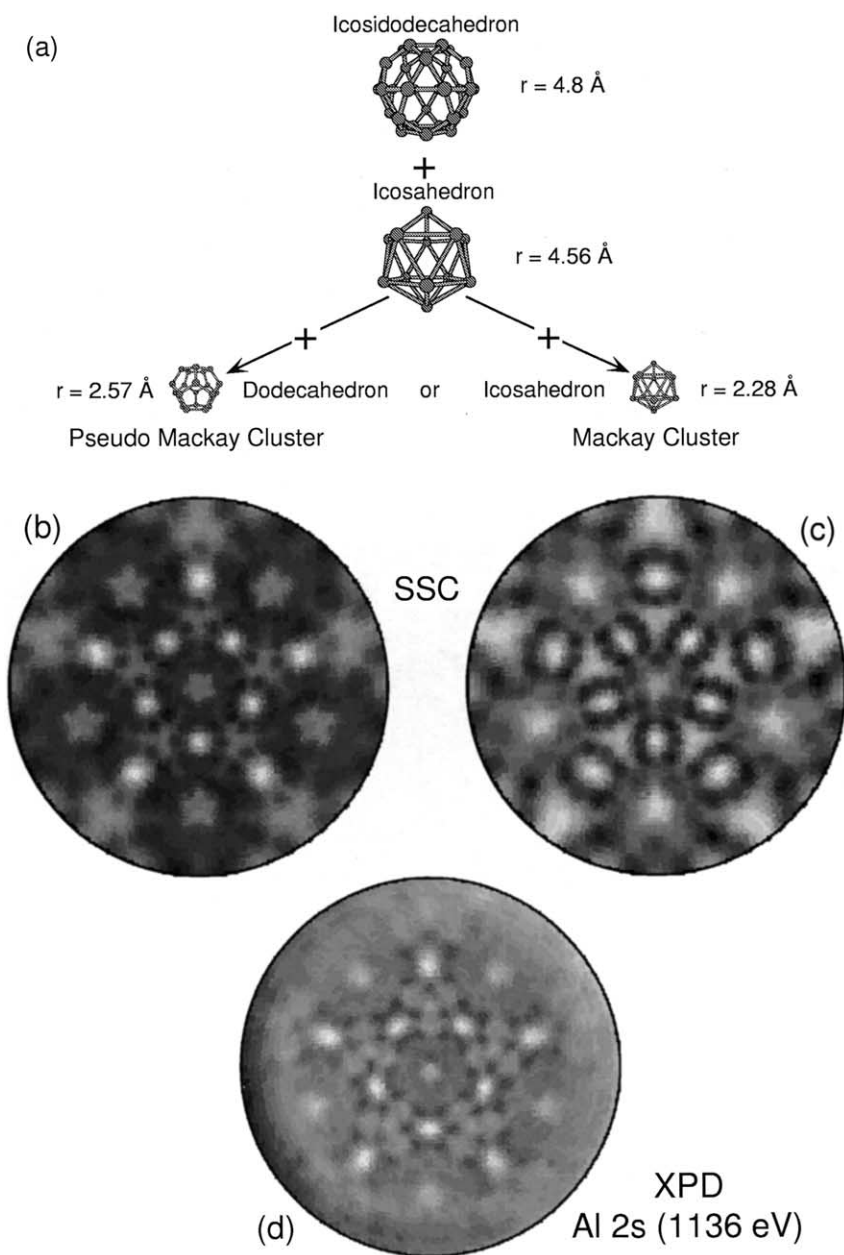 (a)
Icosidodecahedron
r = 4.8 Å
+
Icosahedron
r = 4.56 Å
+ +
r = 2.57 Å Dodecahedron or Icosahedron r = 2.28 Å
Pseudo Mackay Cluster Mackay Cluster
(b) (c)
SSC
(d)
XPD
Al 2s (1136 eV)